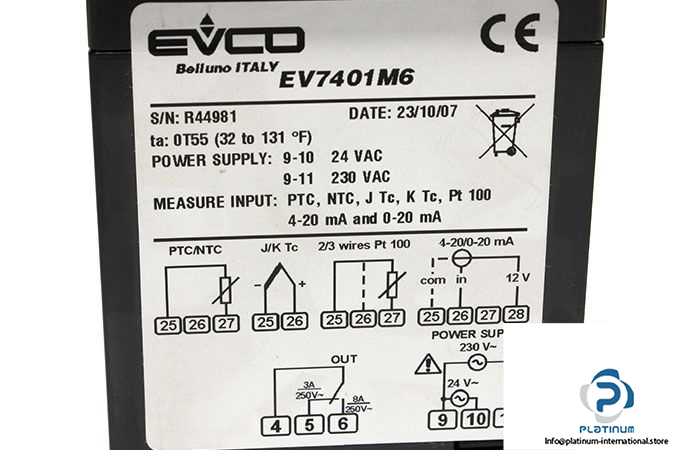 EVCO
Belluno ITALY
CE
EV7401M6
S/N: R44981 DATE: 23/10/07
ta: 0T55 (32 to 131 °F)
POWER SUPPLY: 9-10 24 VAC
9-11 230 VAC
MEASURE INPUT: PTC, NTC, J Tc, K Tc, Pt 100
4-20 mA and 0-20 mA
PTC/NTC J/K Tc 2/3 wires Pt 100 4-20/0-20 mA
- + com in 12 V
25 26 27 25 26 25 26 27 25 26 27 28
POWER SUP
OUT 230 V~
3A 250V~ 8A 250V~ 24 V~
4 5 6 9 10
PLATINUM
info@platinum-international.store